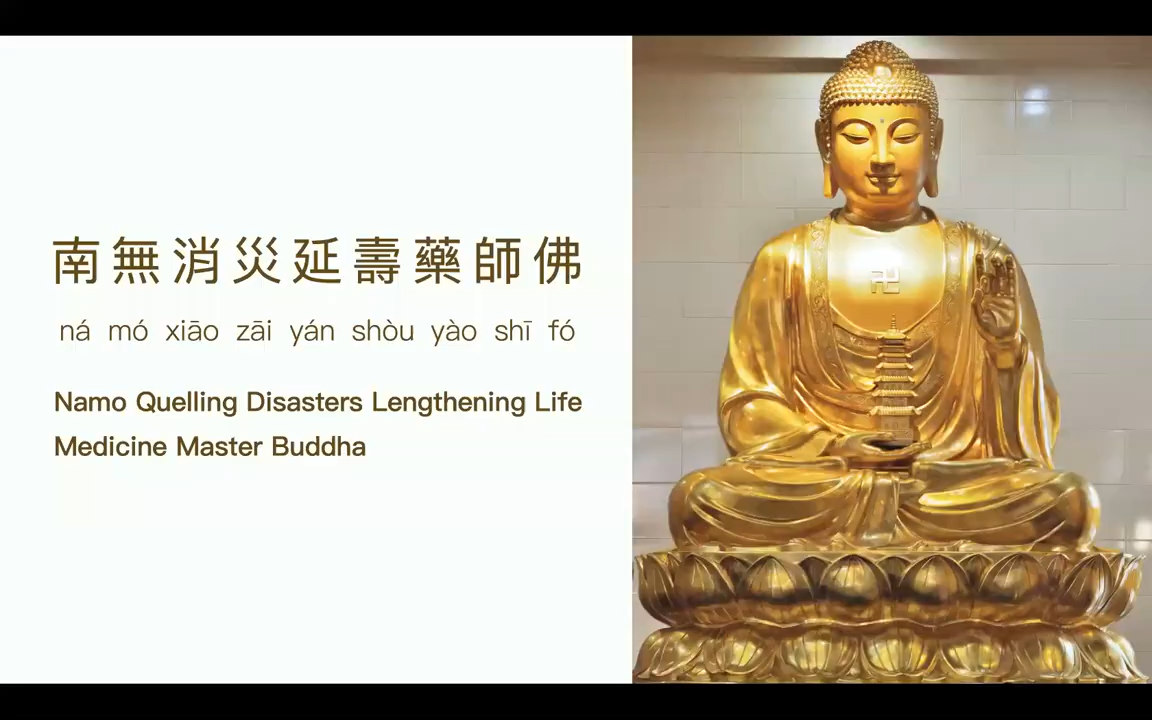 南無消災延壽藥師佛
ná mó xiāo zāi yán shòu yào shī fó
Namo Quelling Disasters Lengthening Life
Medicine Master Buddha
卍